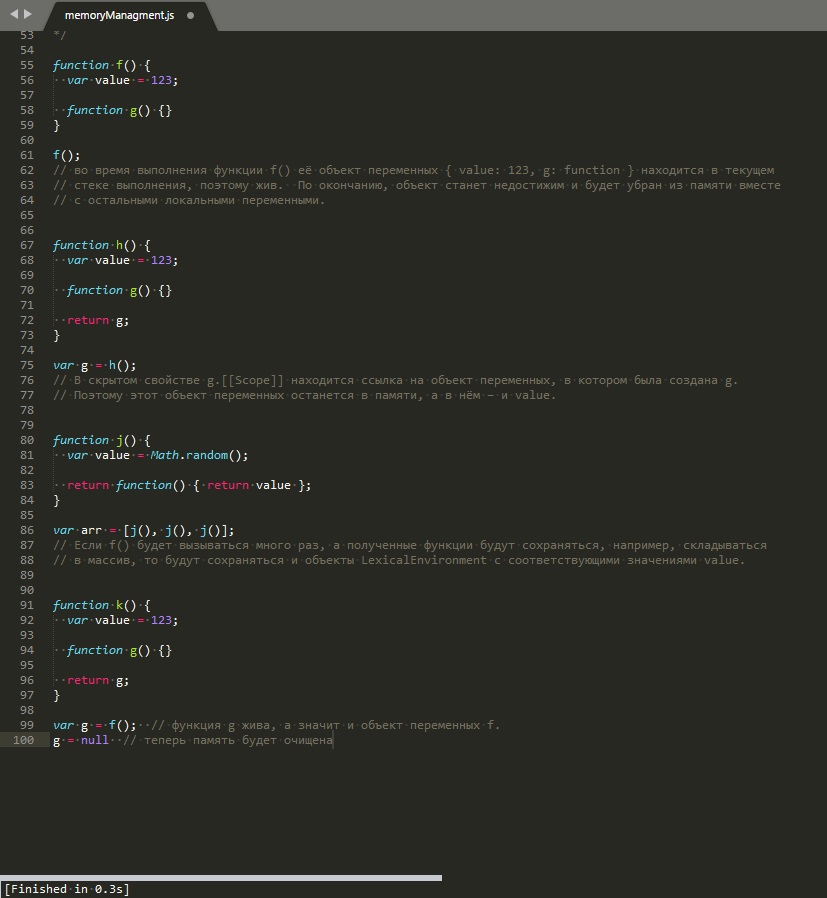 memoryManagment.js
53 */
54
55 function f() {
56   var value = 123;
57
58   function g() {}
59 }
60
61 f();
62 // во время выполнения функции f() её объект переменных { value: 123, g: function } находится в текущем
63 // стеке выполнения, поэтому жив.  По окончанию, объект станет недостижим и будет убран из памяти вместе
64 // с остальными локальными переменными.
65
66
67 function h() {
68   var value = 123;
69
70   function g() {}
71
72   return g;
73 }
74
75 var g = h();
76 // В скрытом свойстве g.[[Scope]] находится ссылка на объект переменных, в котором была создана g.
77 // Поэтому этот объект переменных останется в памяти, а в нём – и value.
78
79
80 function j() {
81   var value = Math.random();
82
83   return function() { return value };
84 }
85
86 var arr = [j(), j(), j()];
87 // Если f() будет вызываться много раз, а полученные функции будут сохраняться, например, складываться
88 // в массив, то будут сохраняться и объекты LexicalEnvironment с соответствующими значениями value.
89
90
91 function k() {
92   var value = 123;
93
94   function g() {}
95
96   return g;
97 }
98
99 var g = f();  // функция g жива, а значит и объект переменных f.
100 g = null  // теперь память будет очищена
[Finished in 0.3s]